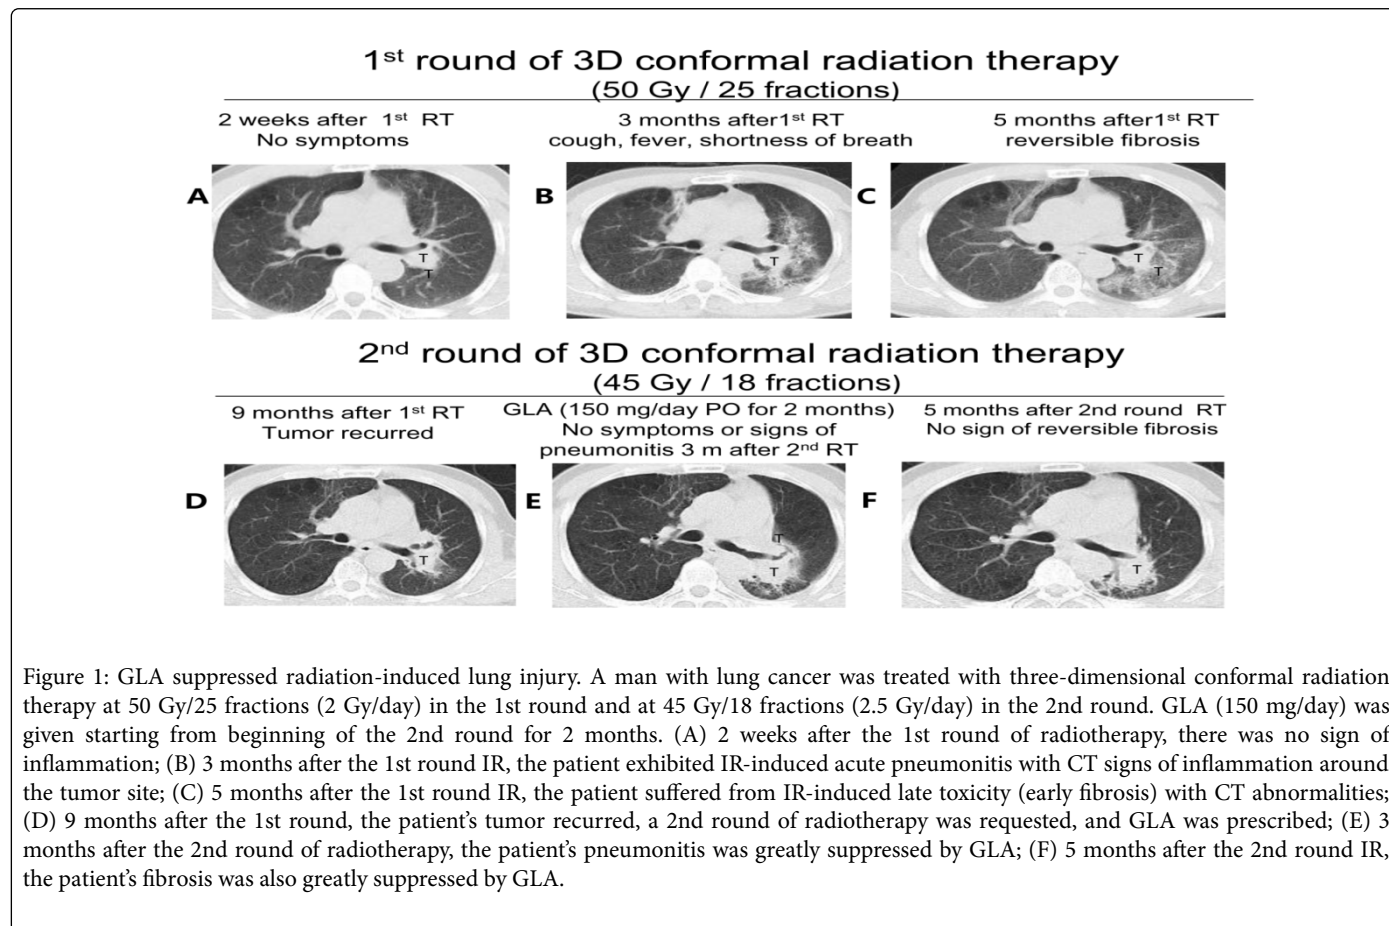 1st round of 3D conformal radiation therapy
(50 Gy / 25 fractions)
2 weeks after 1st RT
No symptoms
3 months after1st RT
cough, fever, shortness of breath
5 months after1st RT
reversible fibrosis
A
T
T
B
T
C
T
T
2nd round of 3D conformal radiation therapy
(45 Gy / 18 fractions)
9 months after 1st RT
Tumor recurred
GLA (150 mg/day PO for 2 months)
No symptoms or signs of
pneumonitis 3 m after 2nd RT
5 months after 2nd round RT
No sign of reversible fibrosis
D
T
E
T
T
F
T
Figure 1: GLA suppressed radiation-induced lung injury. A man with lung cancer was treated with three-dimensional conformal radiation
therapy at 50 Gy/25 fractions (2 Gy/day) in the 1st round and at 45 Gy/18 fractions (2.5 Gy/day) in the 2nd round. GLA (150 mg/day) was
given starting from beginning of the 2nd round for 2 months. (A) 2 weeks after the 1st round of radiotherapy, there was no sign of
inflammation; (B) 3 months after the 1st round IR, the patient exhibited IR-induced acute pneumonitis with CT signs of inflammation around
the tumor site; (C) 5 months after the 1st round IR, the patient suffered from IR-induced late toxicity (early fibrosis) with CT abnormalities;
(D) 9 months after the 1st round, the patient's tumor recurred, a 2nd round of radiotherapy was requested, and GLA was prescribed; (E) 3
months after the 2nd round of radiotherapy, the patient's pneumonitis was greatly suppressed by GLA; (F) 5 months after the 2nd round IR,
the patient's fibrosis was also greatly suppressed by GLA.